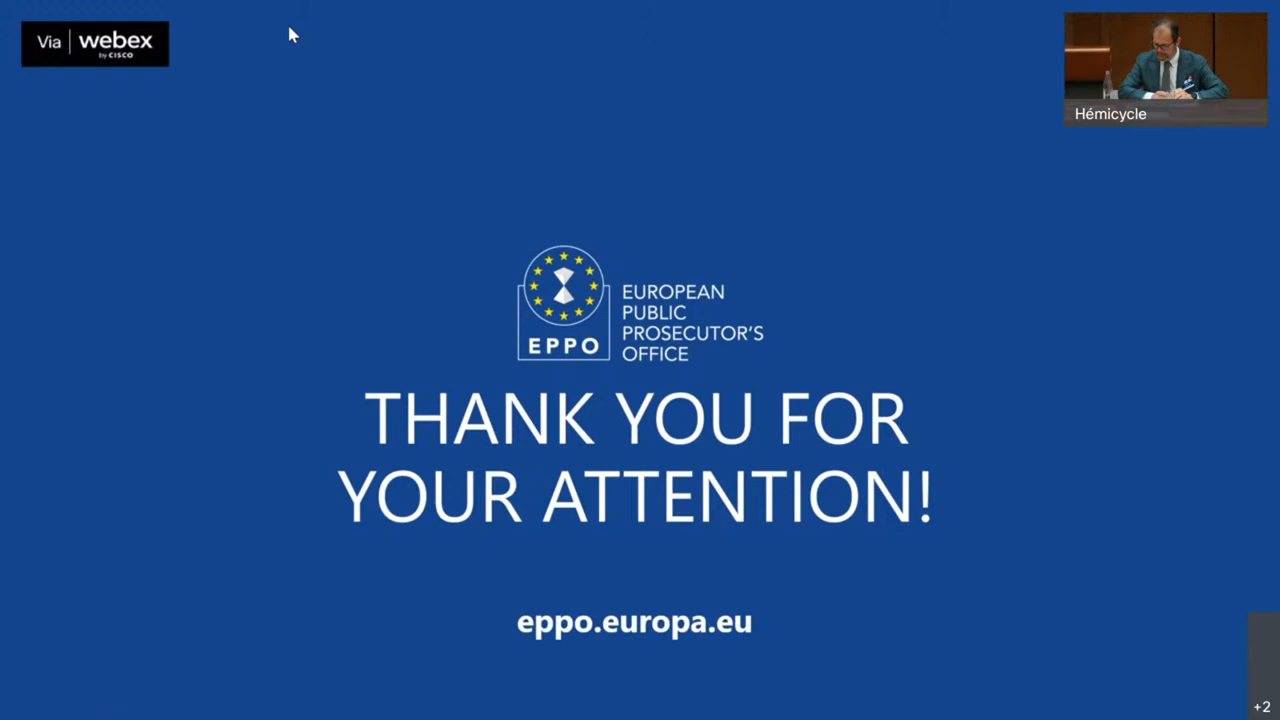 Via | webex
by CISCO
Hémicycle
EUROPEAN
PUBLIC
PROSECUTOR'S
OFFICE
EPPO
THANK YOU FOR
YOUR ATTENTION!
eppo.europa.eu
+2